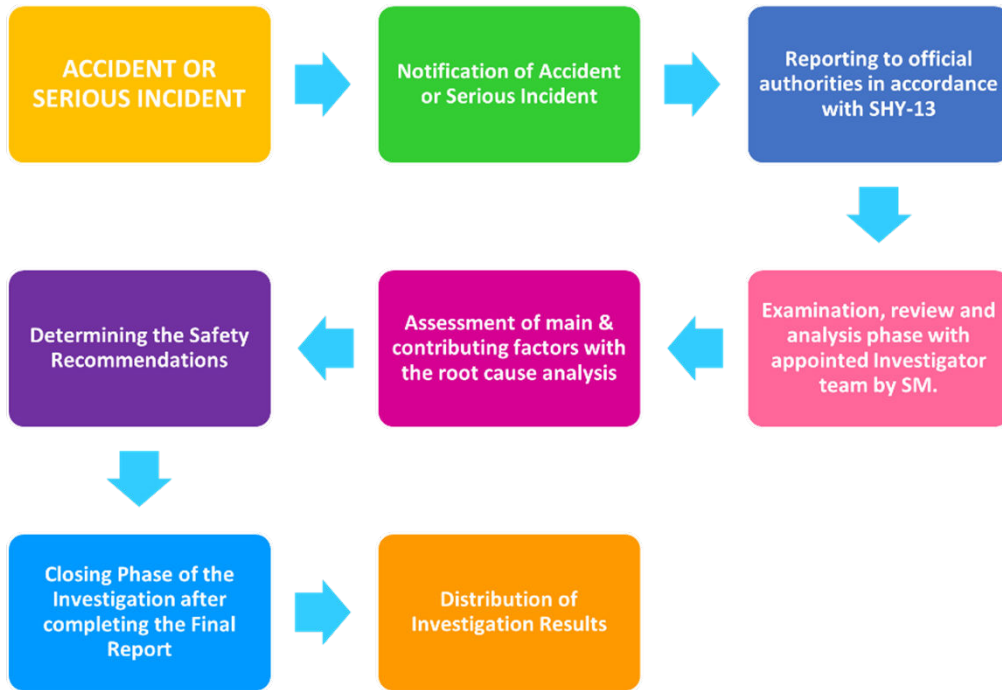 ACCIDENT OR
SERIOUS INCIDENT
Notification of Accident
or Serious Incident
Reporting to official
authorities in accordance
with SHY-13
Examination, review and
analysis phase with
appointed Investigator
team by SM.
Assessment of main &
contributing factors with
the root cause analysis
Determining the Safety
Recommendations
Closing Phase of the
Investigation after
completing the Final
Report
Distribution of
Investigation Results